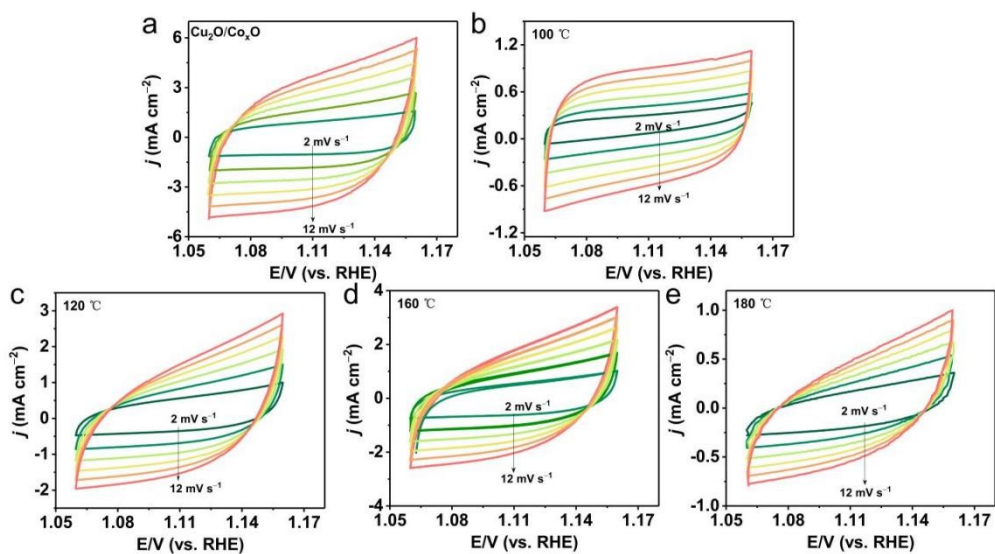 a
Cu₂O/CoₓO
6
3
0
-3
-6
j (mA cm⁻²)
2 mV s⁻¹
12 mV s⁻¹
1.05 1.08 1.11 1.14 1.17
E/V (vs. RHE)
b
100 ℃
1.2
0.6
0.0
-0.6
-1.2
j (mA cm⁻²)
2 mV s⁻¹
12 mV s⁻¹
1.05 1.08 1.11 1.14 1.17
E/V (vs. RHE)
c
120 ℃
3
2
1
0
-1
-2
j (mA cm⁻²)
2 mV s⁻¹
12 mV s⁻¹
1.05 1.08 1.11 1.14 1.17
E/V (vs. RHE)
d
160 ℃
4
2
0
-2
-4
j (mA cm⁻²)
2 mV s⁻¹
12 mV s⁻¹
1.05 1.08 1.11 1.14 1.17
E/V (vs. RHE)
e
180 ℃
1.0
0.5
0.0
-0.5
-1.0
j (mA cm⁻²)
2 mV s⁻¹
12 mV s⁻¹
1.05 1.08 1.11 1.14 1.17
E/V (vs. RHE)